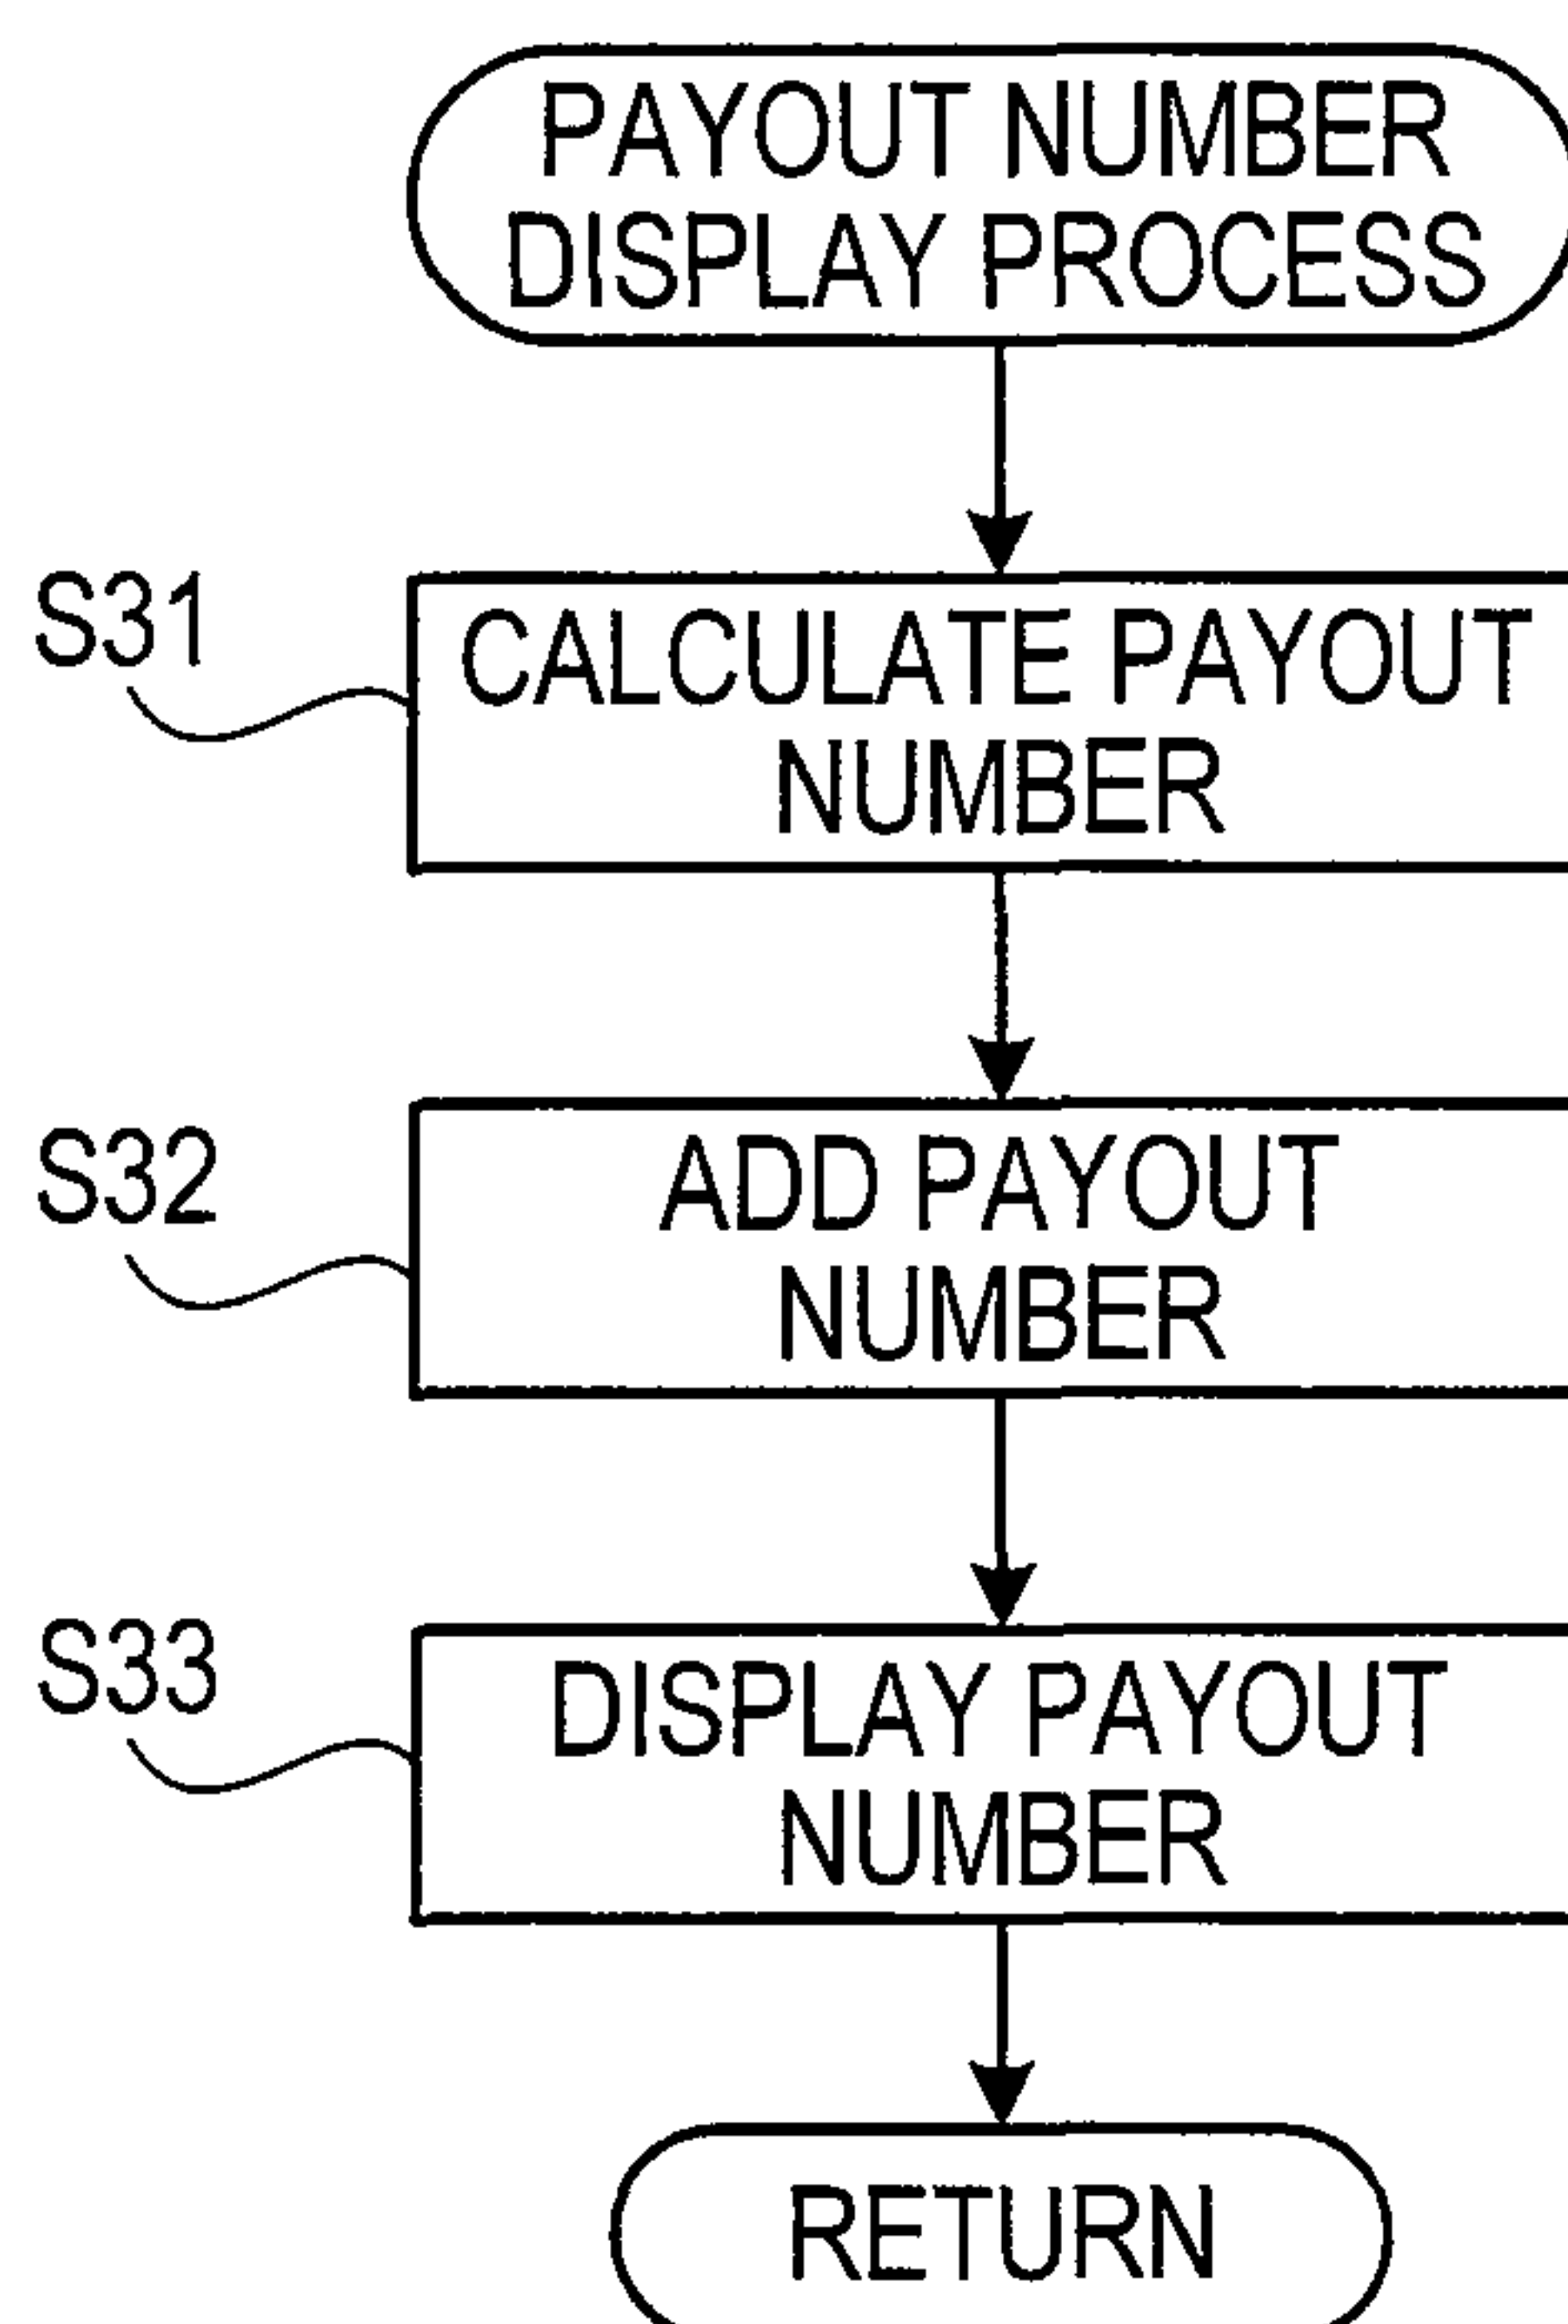 PAYOUT NUMBER
DISPLAY PROCESS
S31
CALCULATE PAYOUT
NUMBER
S32
ADD PAYOUT
NUMBER
S33
DISPLAY PAYOUT
NUMBER
RETURN